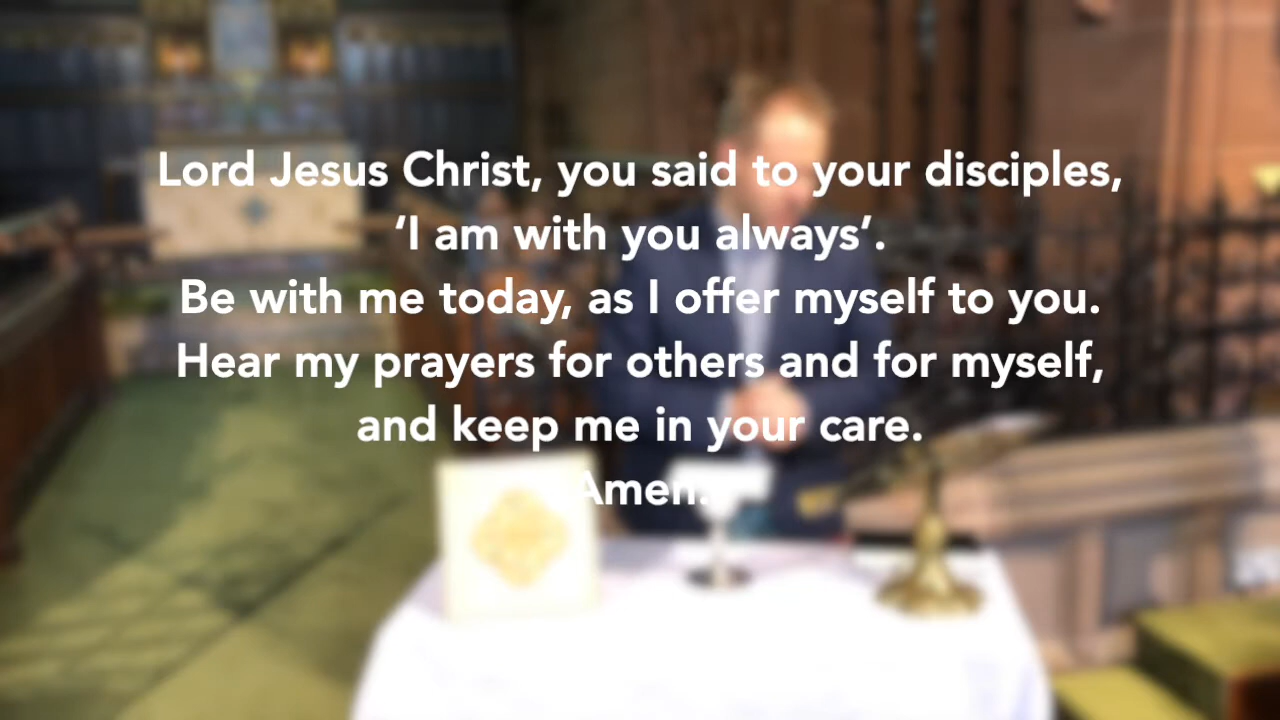 Lord Jesus Christ, you said to your disciples,
‘I am with you always’.
Be with me today, as I offer myself to you.
Hear my prayers for others and for myself,
and keep me in your care.
Amen.